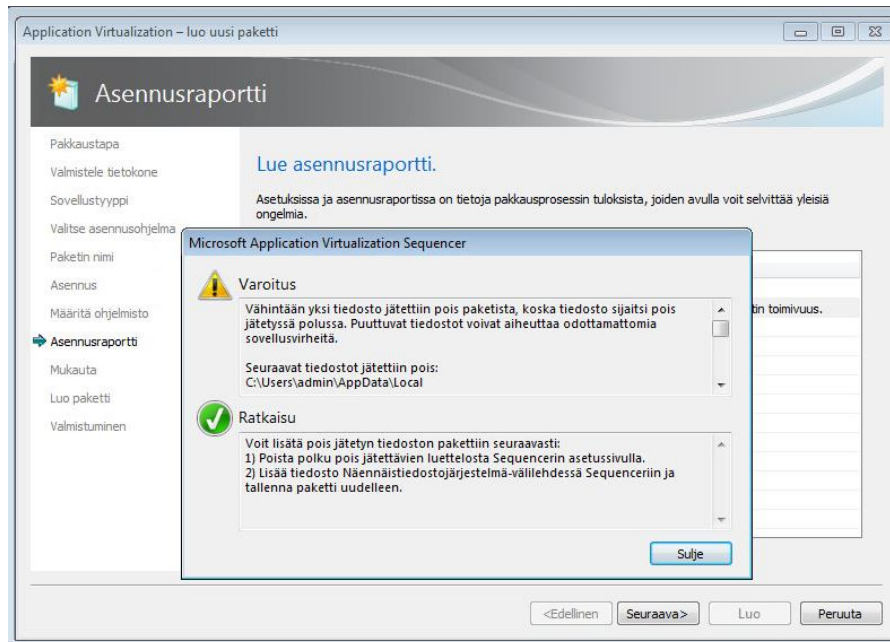 Application Virtualization – luo uusi paketti
Asennusraportti
Pakkaustapa
Valmistele tietokone
Sovellustyyppi
Valitse asennusohjelma
Paketin nimi
Asennus
Määritä ohjelmisto
Asennusraportti
Mukauta
Luo paketti
Valmistuminen
Lue asennusraportti.
Asetuksissa ja asennusraportissa on tietoja pakkausprosessin tuloksista, joiden avulla voit selvittää yleisiä
ongelmia.
tin toimivuus.
Microsoft Application Virtualization Sequencer
Varoitus
Vähintään yksi tiedosto jätettiin pois paketista, koska tiedosto sijaitsi pois
jätetyssä polussa. Puuttuvat tiedostot voivat aiheuttaa odottamattomia
sovellusvirheitä.
Seuraavat tiedostot jätettiin pois:
C:\Users\admin\AppData\Local
Ratkaisu
Voit lisätä pois jätetyn tiedoston pakettiin seuraavasti:
1) Poista polku pois jätettävien luettelosta Sequencerin asetussivulla.
2) Lisää tiedosto Näennäistiedostojärjestelmä-välilehdessä Sequenceriin ja
tallenna paketti uudelleen.
Sulje
<Edellinen
Seuraava>
Luo
Peruuta